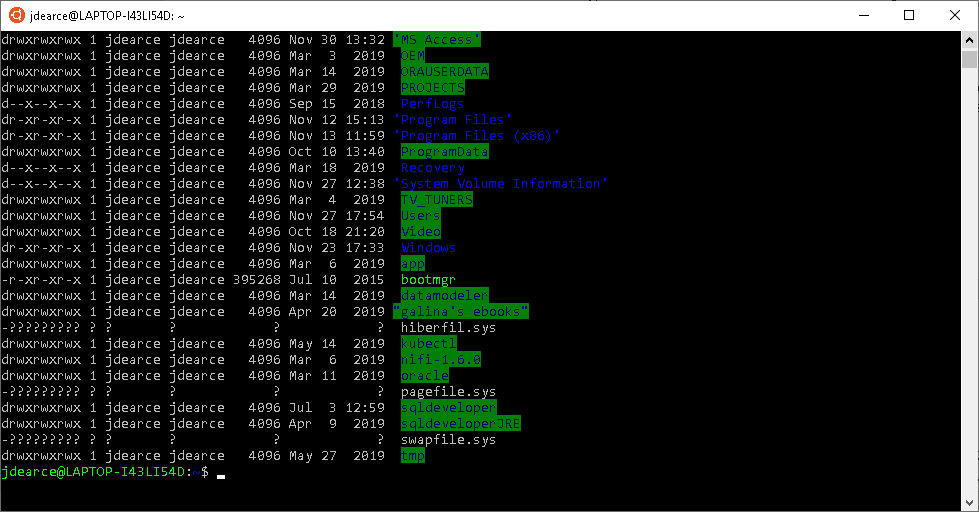 jdearce@LAPTOP-I43LI54D: ~
drwxrwxrwx 1 jdearce jdearce   4096 Nov 30 13:32 'MS Access'
drwxrwxrwx 1 jdearce jdearce   4096 Mar  3  2019  OEM
drwxrwxrwx 1 jdearce jdearce   4096 Mar 14  2019  ORAUSERDATA
drwxrwxrwx 1 jdearce jdearce   4096 Mar 29  2019  PROJECTS
d--x--x--x 1 jdearce jdearce   4096 Sep 15  2018  PerfLogs
dr-xr-xr-x 1 jdearce jdearce   4096 Nov 12 15:13 'Program Files'
dr-xr-xr-x 1 jdearce jdearce   4096 Nov 13 11:59 'Program Files (x86)'
drwxrwxrwx 1 jdearce jdearce   4096 Oct 10 13:40  ProgramData
d--x--x--x 1 jdearce jdearce   4096 Mar 18  2019  Recovery
d--x--x--x 1 jdearce jdearce   4096 Nov 27 12:38 'System Volume Information'
drwxrwxrwx 1 jdearce jdearce   4096 Mar  4  2019  TV_TUNERS
drwxrwxrwx 1 jdearce jdearce   4096 Nov 27 17:54  Users
drwxrwxrwx 1 jdearce jdearce   4096 Oct 18 21:20  Video
dr-xr-xr-x 1 jdearce jdearce   4096 Nov 23 17:33  Windows
drwxrwxrwx 1 jdearce jdearce   4096 Mar  6  2019  app
-r-xr-xr-x 1 jdearce jdearce 395268 Jul 10  2015  bootmgr
drwxrwxrwx 1 jdearce jdearce   4096 Mar 14  2019  datamodeler
drwxrwxrwx 1 jdearce jdearce   4096 Apr 20  2019 "galina's ebooks"
-????????? ? ?       ?            ?            ?  hiberfil.sys
drwxrwxrwx 1 jdearce jdearce   4096 May 14  2019  kubectl
drwxrwxrwx 1 jdearce jdearce   4096 Mar  6  2019  nifi-1.6.0
drwxrwxrwx 1 jdearce jdearce   4096 Mar 11  2019  oracle
-????????? ? ?       ?            ?            ?  pagefile.sys
drwxrwxrwx 1 jdearce jdearce   4096 Jul  3 12:59  sqldeveloper
drwxrwxrwx 1 jdearce jdearce   4096 Apr  9  2019  sqldeveloperJRE
-????????? ? ?       ?            ?            ?  swapfile.sys
drwxrwxrwx 1 jdearce jdearce   4096 May 27  2019  tmp
jdearce@LAPTOP-I43LI54D:~$